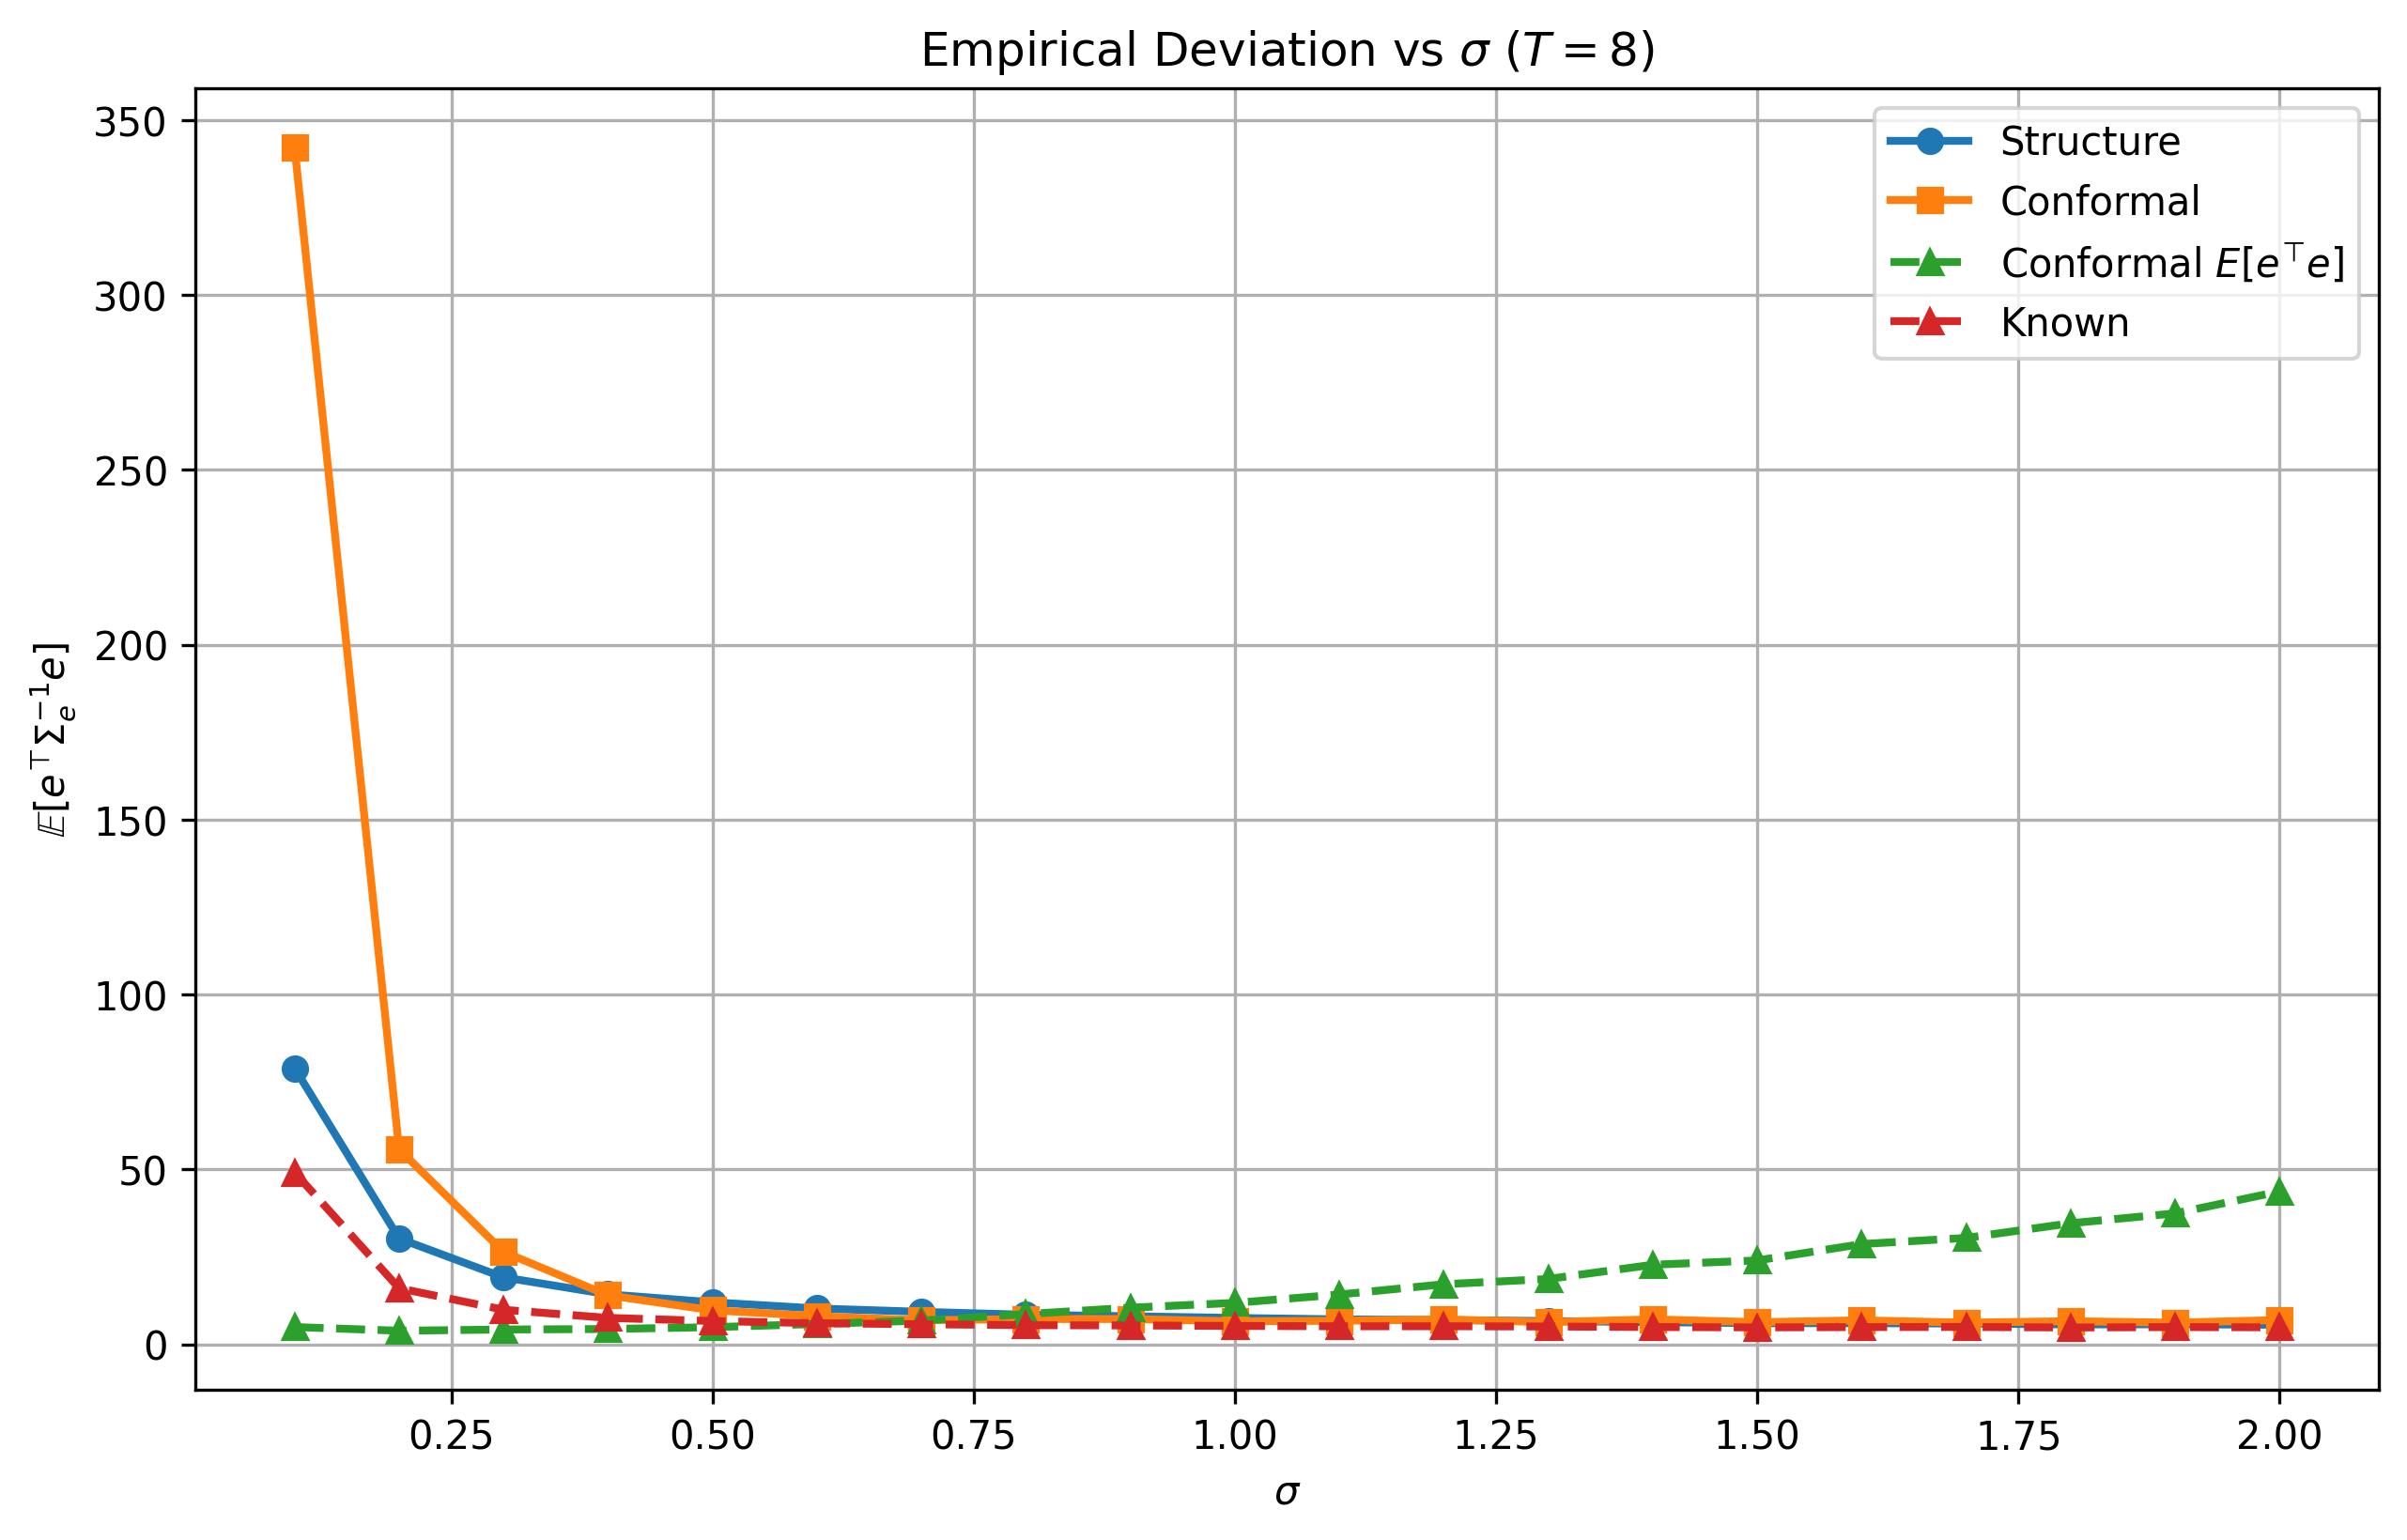 Empirical Deviation vs σ (T = 8)
350
300
250
200
150
100
50
0
𝔼[e⊤Σₑ⁻¹e]
0.25 0.50 0.75 1.00 1.25 1.50 1.75 2.00
σ
Structure
Conformal
Conformal E[e⊤e]
Known